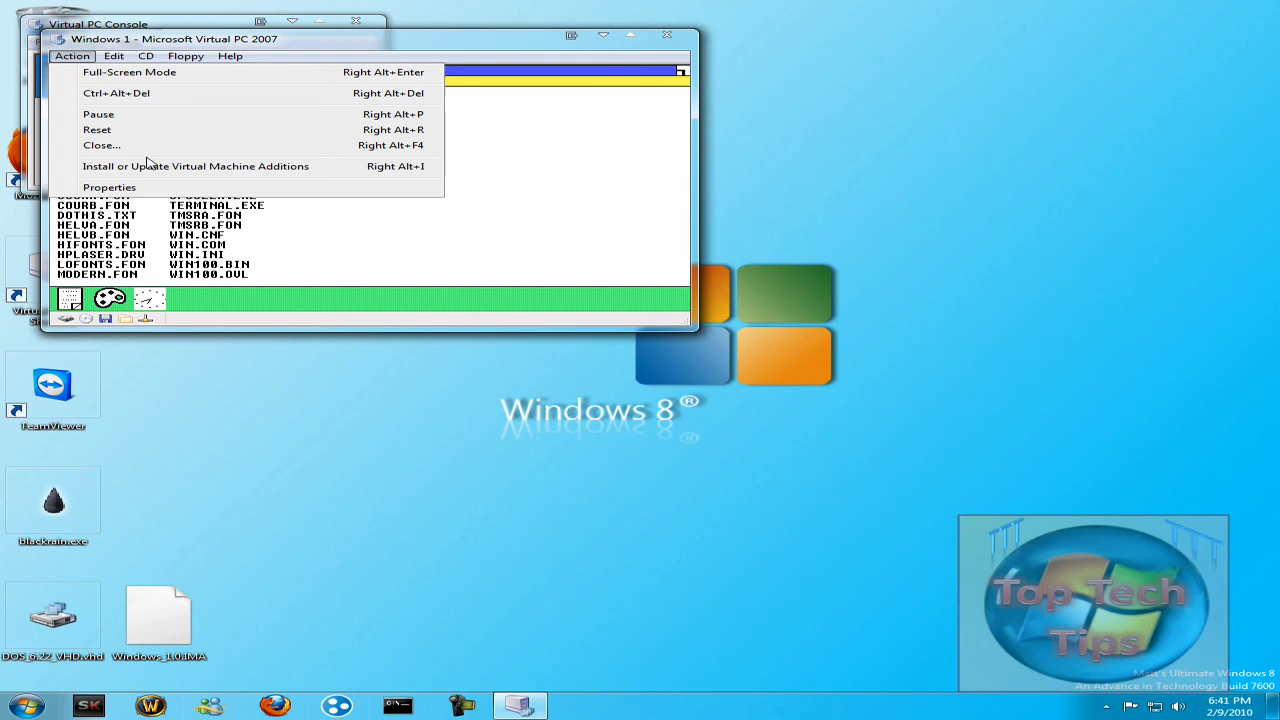 Virtual PC Console
Windows 1 - Microsoft Virtual PC 2007
Action Edit CD Floppy Help
Full-Screen Mode Right Alt+Enter
Ctrl+Alt+Del Right Alt+Del
Pause Right Alt+P
Reset Right Alt+R
Close... Right Alt+F4
Install or Update Virtual Machine Additions Right Alt+I
Properties
COURB.FON TERMINAL.EXE
DOTHIS.TXT TMSRA.FON
HELVA.FON TMSRB.FON
HELVB.FON WIN.CNF
HIFONTS.FON WIN.COM
HPLASER.DRV WIN.INI
LOFONTS.FON WIN100.BIN
MODERN.FON WIN100.OVL
Windows 8®
TeamViewer
blackrain.exe
DOS_6.22_VHD.vhd Windows_1.0.IMA
TTT
Top Tech
Tips
Matt's Ultimate Windows 8
An Advance in Technology Build 7600
SK
6:41 PM
2/9/2010